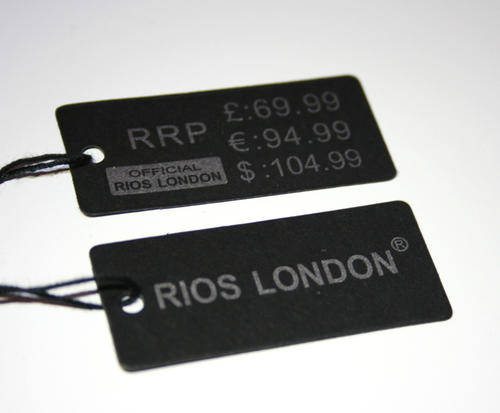 RRP
OFFICIAL
RIOS LONDON
£:69.99
€:94.99
$:104.99
RIOS LONDON®